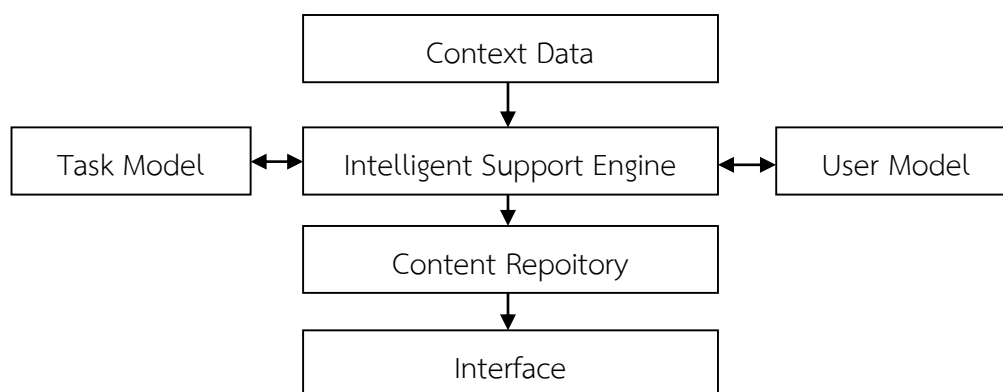 Context Data
Task Model
Intelligent Support Engine
User Model
Content Repoitory
Interface